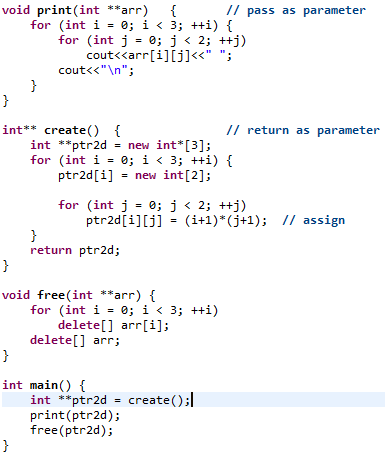 void print(int **arr)   {       // pass as parameter
    for (int i = 0; i < 3; ++i) {
        for (int j = 0; j < 2; ++j)
            cout<<arr[i][j]<<" ";
        cout<<"\n";
    }
}

int** create()  {               // return as parameter
    int **ptr2d = new int*[3];
    for (int i = 0; i < 3; ++i) {
        ptr2d[i] = new int[2];

        for (int j = 0; j < 2; ++j)
            ptr2d[i][j] = (i+1)*(j+1);  // assign
    }
    return ptr2d;
}

void free(int **arr) {
    for (int i = 0; i < 3; ++i)
        delete[] arr[i];
    delete[] arr;
}

int main() {
    int **ptr2d = create();
    print(ptr2d);
    free(ptr2d);
}